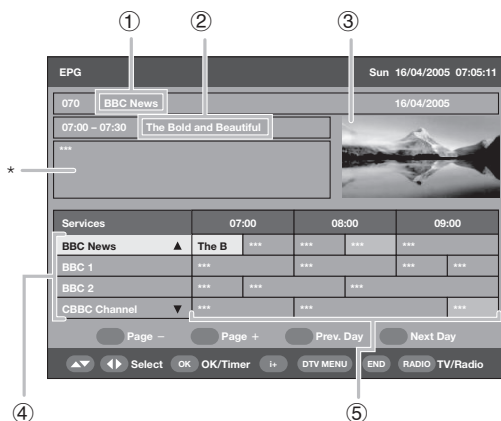 ① ② ③
EPG Sun 16/04/2005 07:05:11
070 BBC News 16/04/2005
07:00 – 07:30 The Bold and Beautiful
***
*
Services 07:00 08:00 09:00
BBC News ▲ The B *** *** *** ***
BBC 1 *** *** *** ***
BBC 2 *** *** ***
CBBC Channel ▼ *** *** ***
Page – Page + Prev. Day Next Day
Select OK OK/Timer i+ DTV MENU END RADIO TV/Radio
④ ⑤